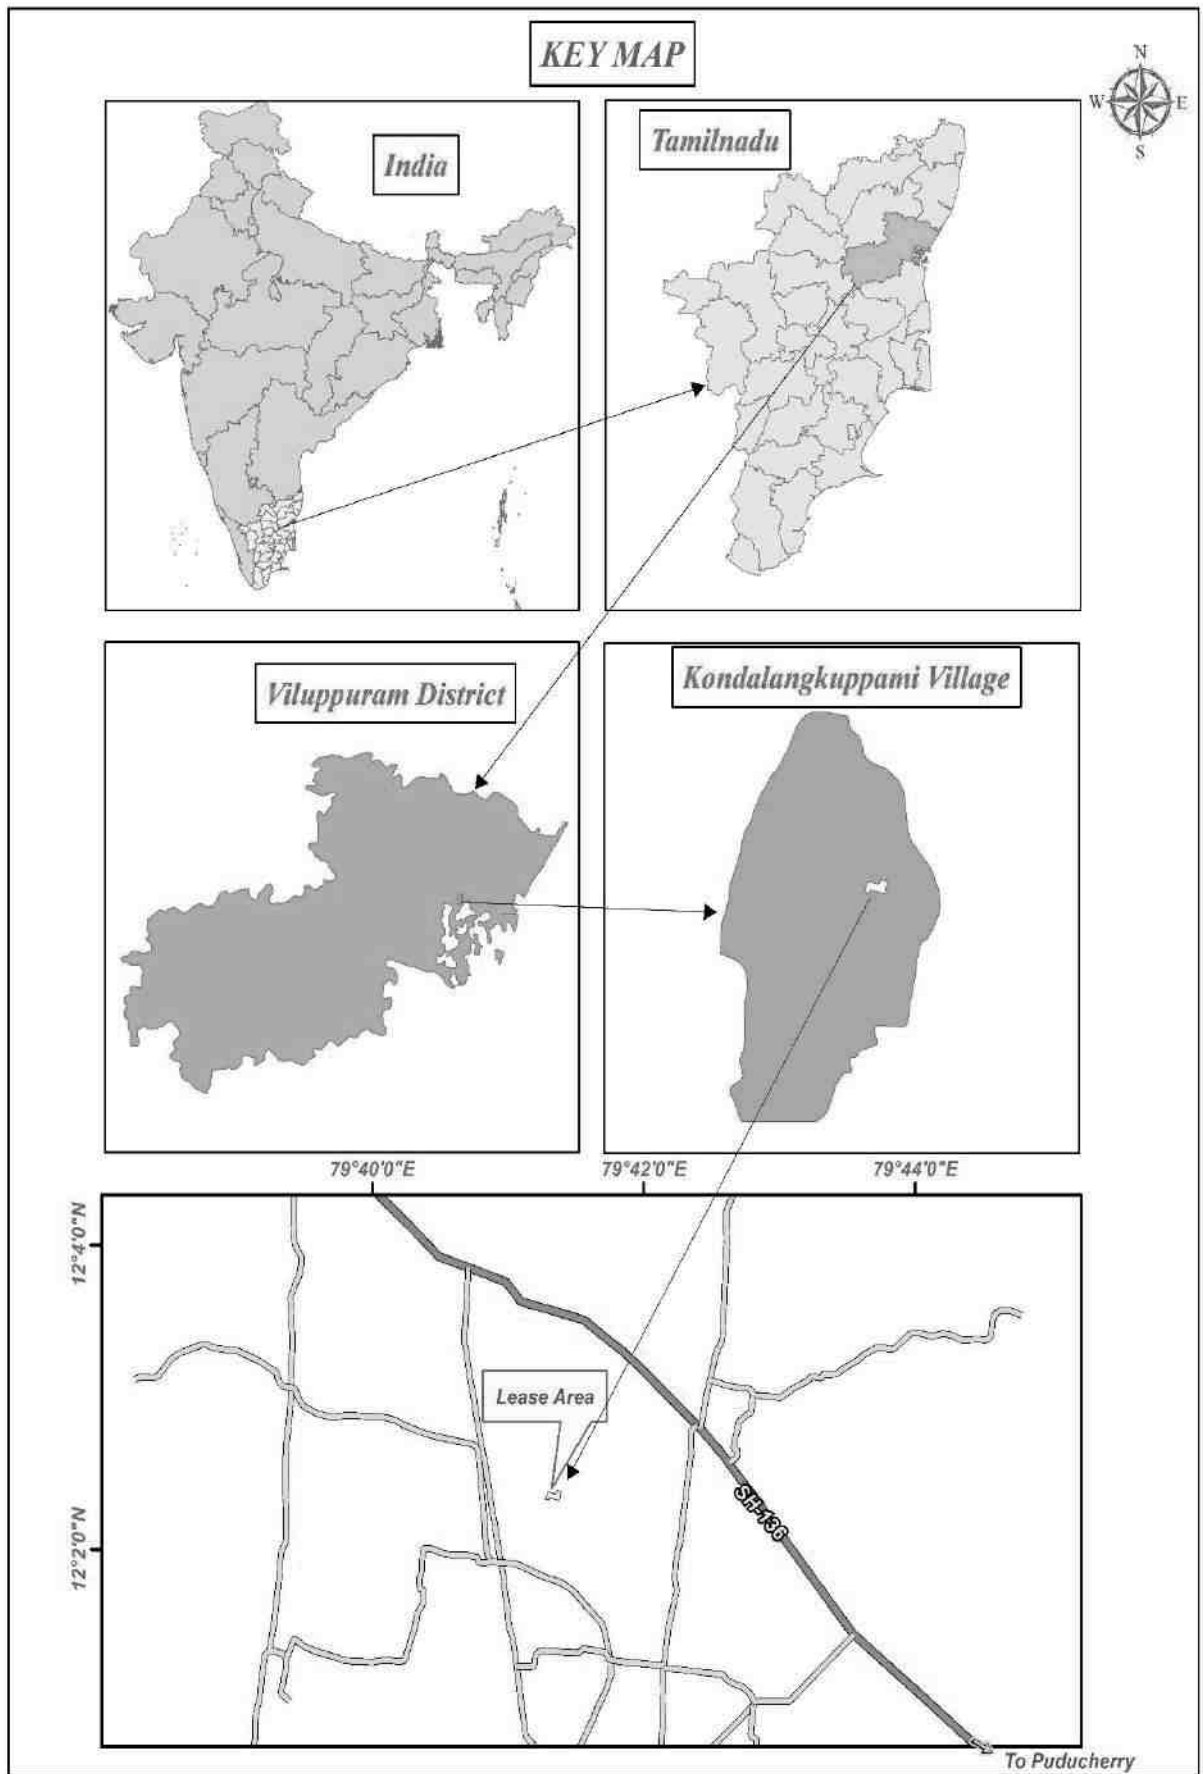 KEY MAP
N
W E
S
India
Tamilnadu
Viluppuram District
Kondalangkuppami Village
79°40'0"E 79°42'0"E 79°44'0"E
12°4'0"N
Lease Area
SH-136
12°2'0"N
To Puducherry